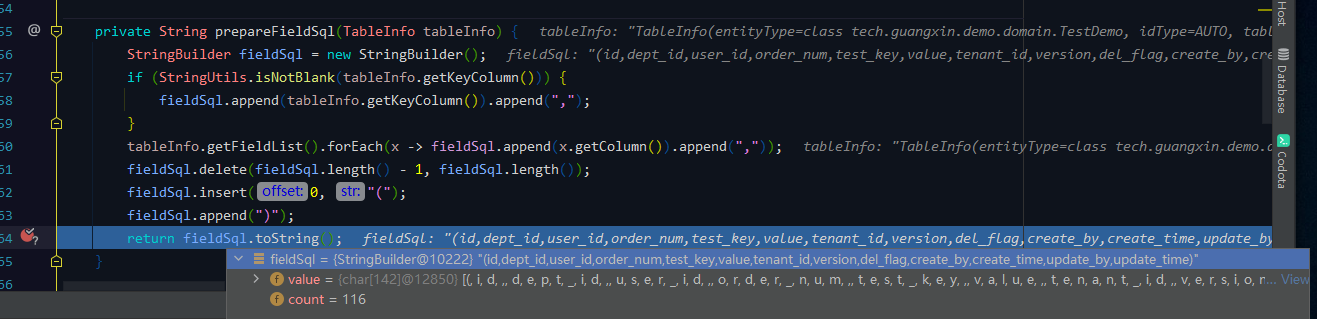 54
55 @ private String prepareFieldSql(TableInfo tableInfo) { tableInfo: "TableInfo(entityType=class tech.guangxin.demo.domain.TestDemo, idType=AUTO, tabl
56 StringBuilder fieldSql = new StringBuilder(); fieldSql: "(id,dept_id,user_id,order_num,test_key,value,tenant_id,version,del_flag,create_by,cre
57 if (StringUtils.isNotBlank(tableInfo.getKeyColumn())) {
58 fieldSql.append(tableInfo.getKeyColumn()).append(",");
59 }
60 tableInfo.getFieldList().forEach(x -> fieldSql.append(x.getColumn()).append(",")); tableInfo: "TableInfo(entityType=class tech.guangxin.demo.d
61 fieldSql.delete(fieldSql.length() - 1, fieldSql.length());
62 fieldSql.insert( offset: 0, str: "(");
63 fieldSql.append(")");
64 return fieldSql.toString(); fieldSql: "(id,dept_id,user_id,order_num,test_key,value,tenant_id,version,del_flag,create_by,create_time,update_by
65 }
66
fieldSql = {StringBuilder@10222} "(id,dept_id,user_id,order_num,test_key,value,tenant_id,version,del_flag,create_by,create_time,update_by,update_time)"
value = {char[142]@12850} [(, i, d, ,, d, e, p, t, _, i, d, ,, u, s, e, r, _, i, d, ,, o, r, d, e, r, _, n, u, m, ,, t, e, s, t, _, k, e, y, ,, v, a, l, u, e, ,, t, e, n, a, n, t, _, i, d, ,, v, e, r, s, i, o, n... View
count = 116
Host
Database
Codota